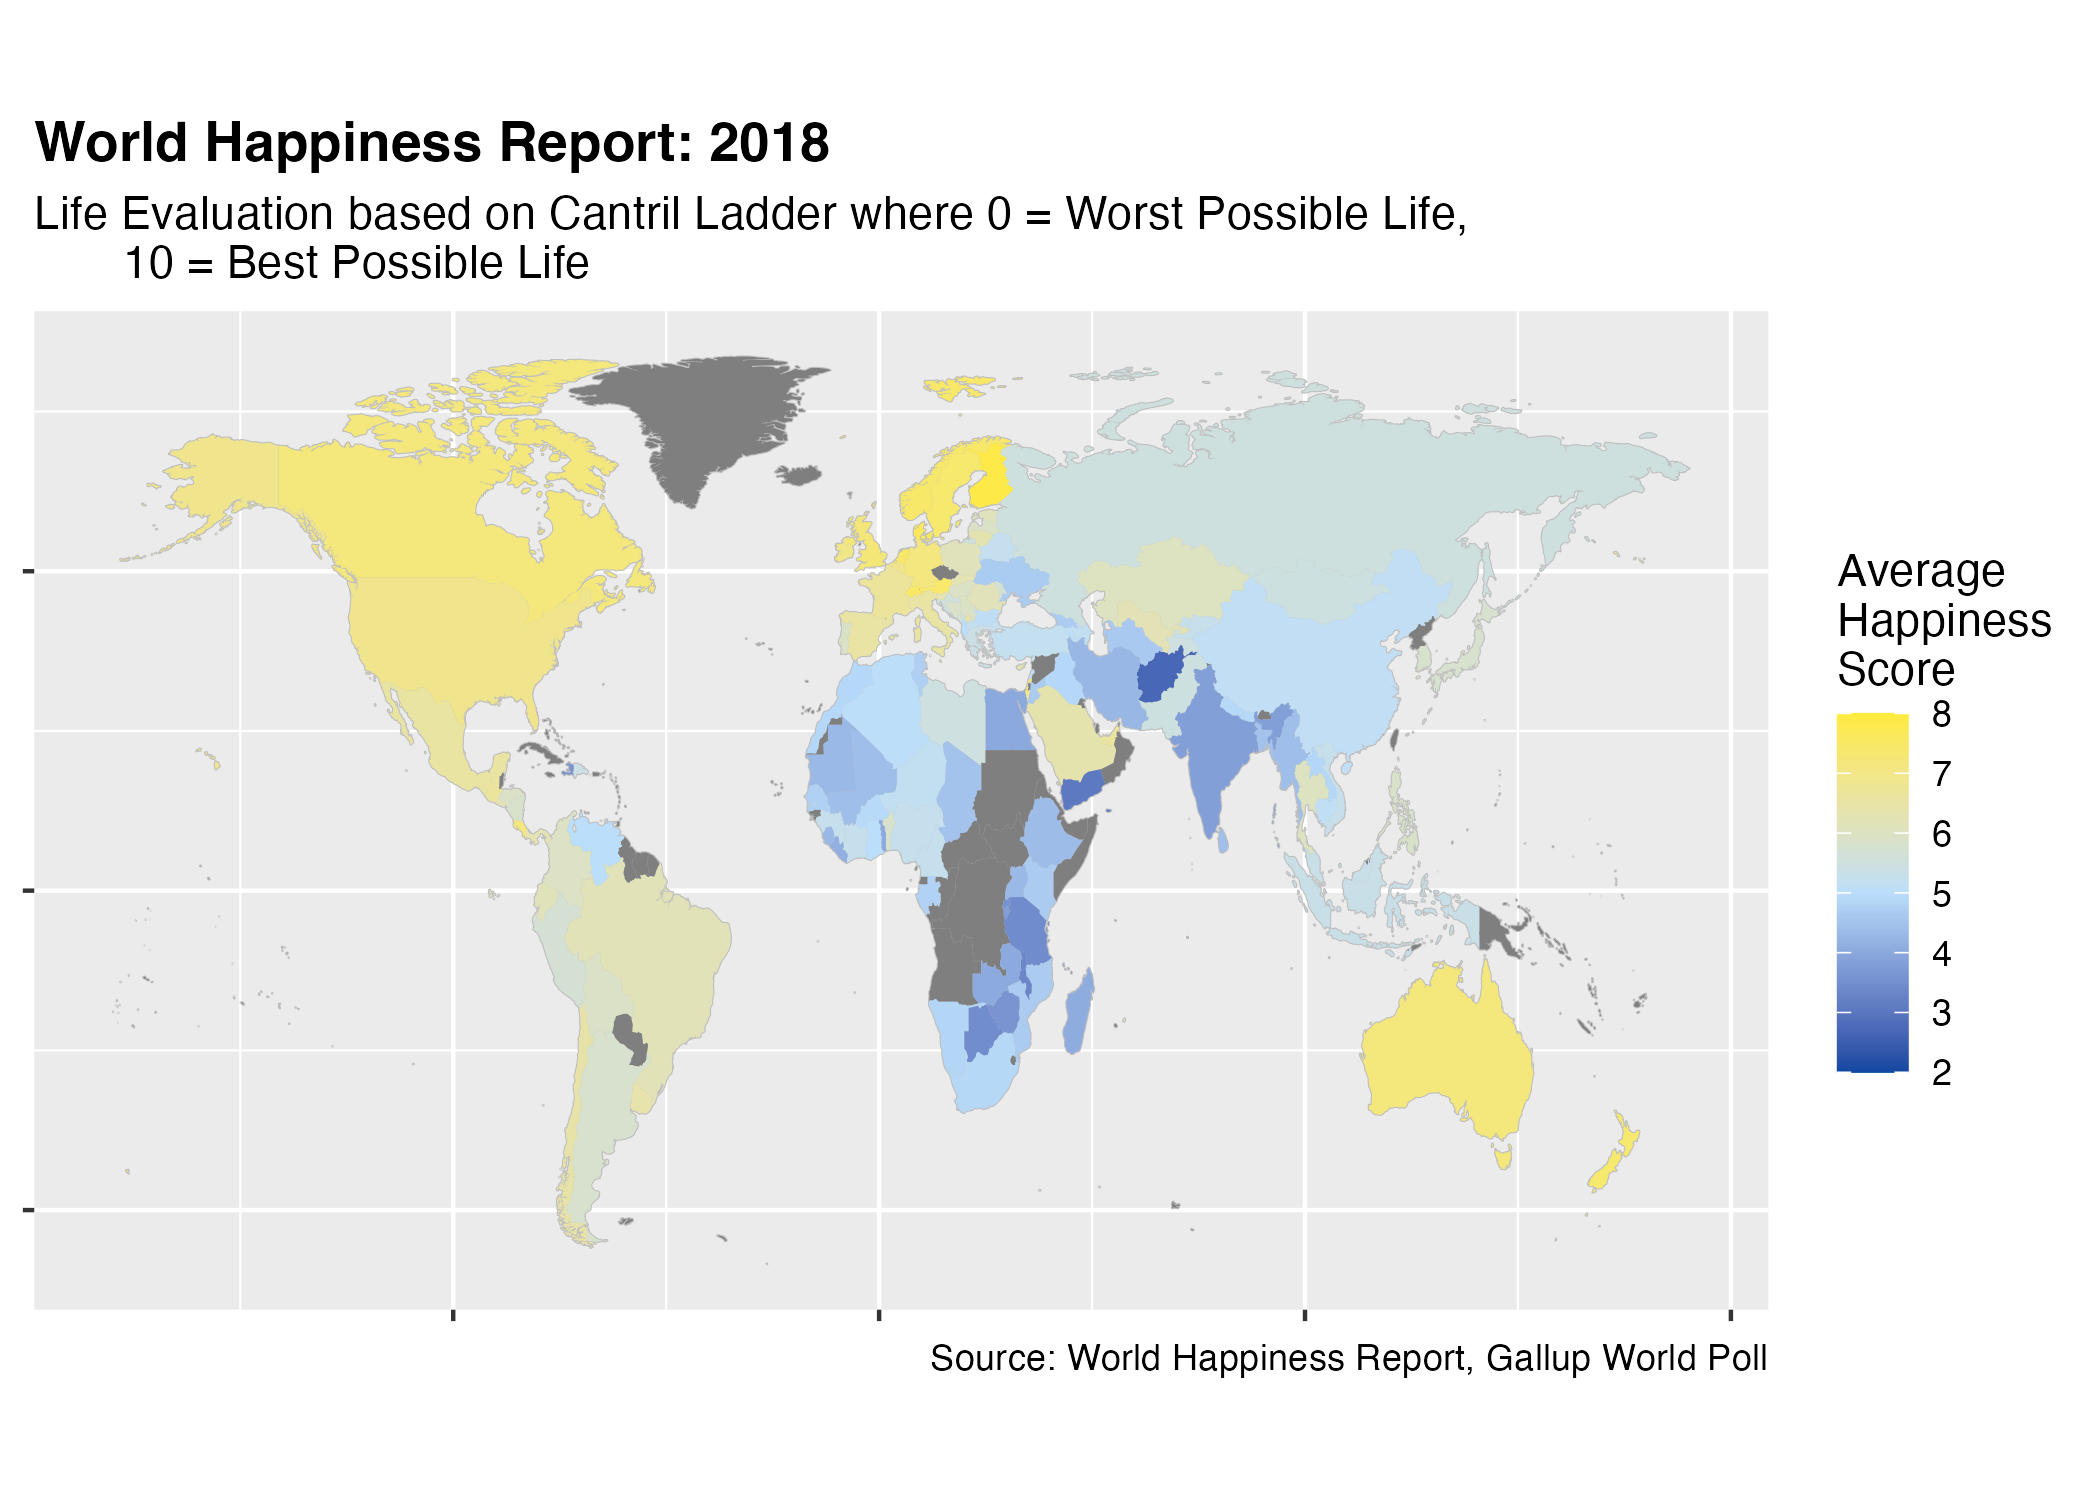 World Happiness Report: 2018
Life Evaluation based on Cantril Ladder where 0 = Worst Possible Life,
10 = Best Possible Life
Average
Happiness
Score
8
7
6
5
4
3
2
Source: World Happiness Report, Gallup World Poll